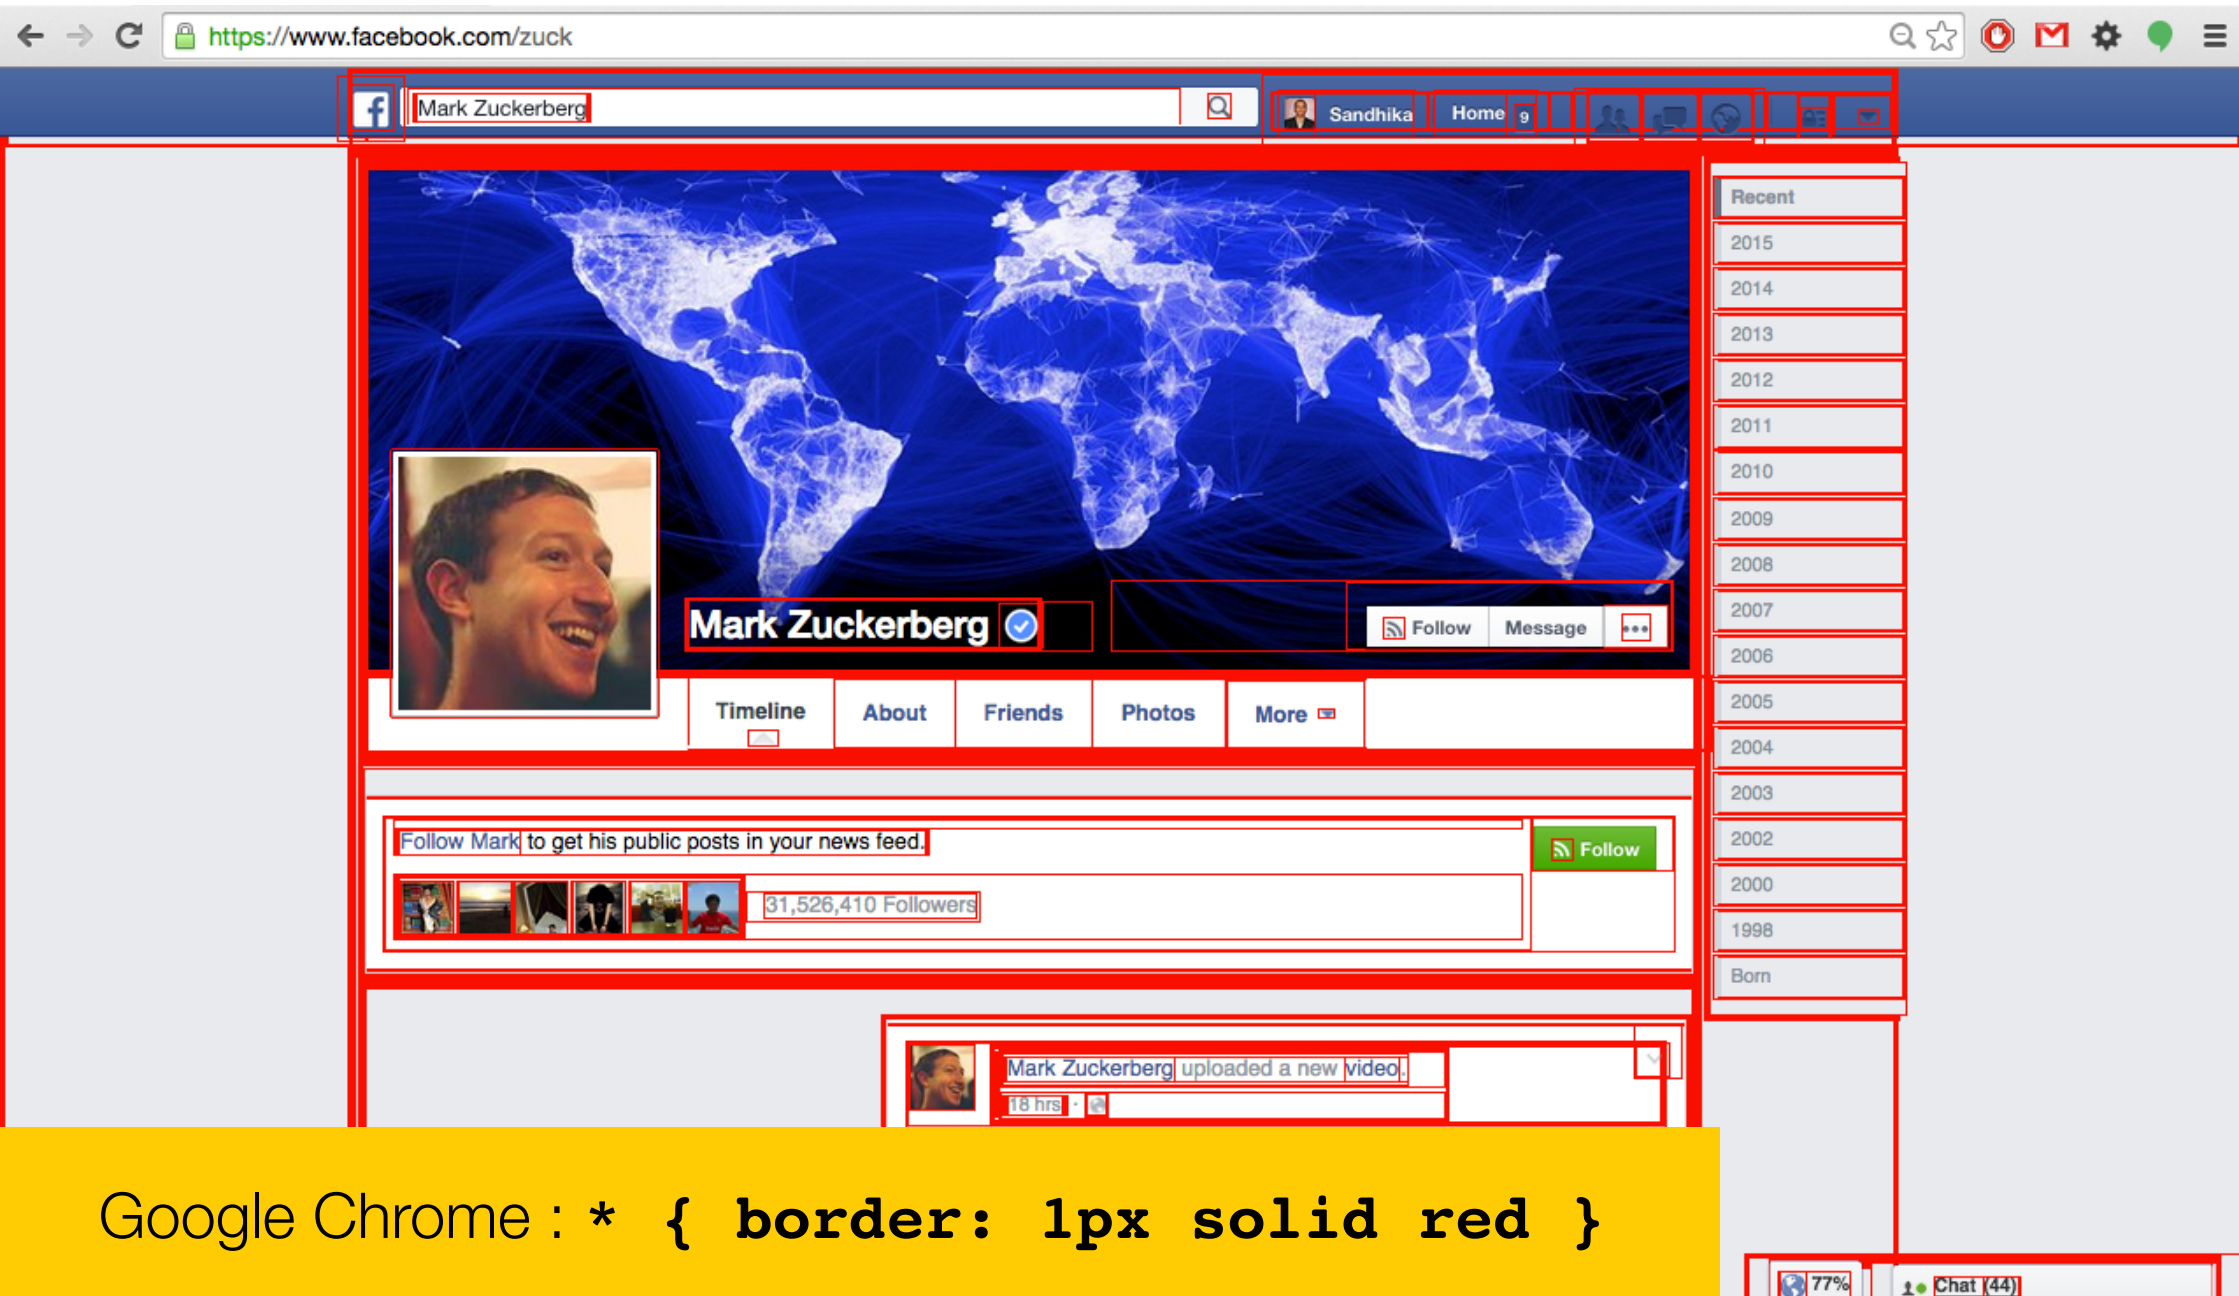 https://www.facebook.com/zuck
f
Mark Zuckerberg
Sandhika
Home 9
Recent
2015
2014
2013
2012
2011
2010
2009
2008
2007
2006
2005
2004
2003
2002
2000
1998
Born
Mark Zuckerberg
Follow
Message
Timeline
About
Friends
Photos
More
Follow Mark to get his public posts in your news feed.
Follow
31,526,410 Followers
Mark Zuckerberg uploaded a new video.
18 hrs ·
Google Chrome : * { border: 1px solid red }
77%
Chat (44)